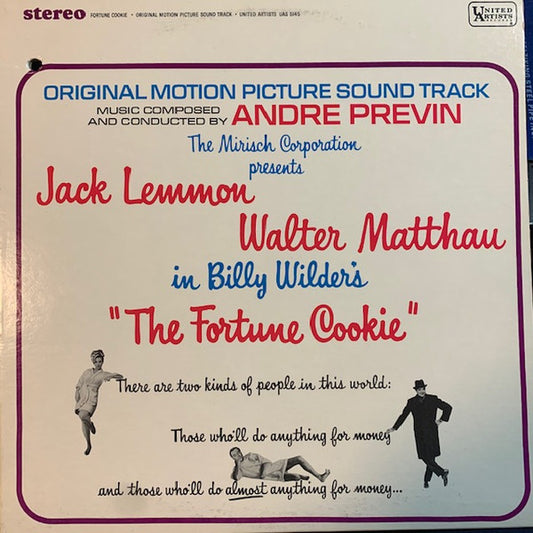 stereo FORTUNE COOKIE • ORIGINAL MOTION PICTURE SOUND TRACK • UNITED ARTISTS UAS 5145
UNITED
ARTISTS
RECORDS
ORIGINAL MOTION PICTURE SOUND TRACK
MUSIC COMPOSED
AND CONDUCTED BY ANDRE PREVIN
The Mirisch Corporation
presents
Jack Lemmon
Walter Matthau
in Billy Wilder's
"The Fortune Cookie"
There are two kinds of people in this world:
Those who'll do anything for money
and those who'll do almost anything for money...